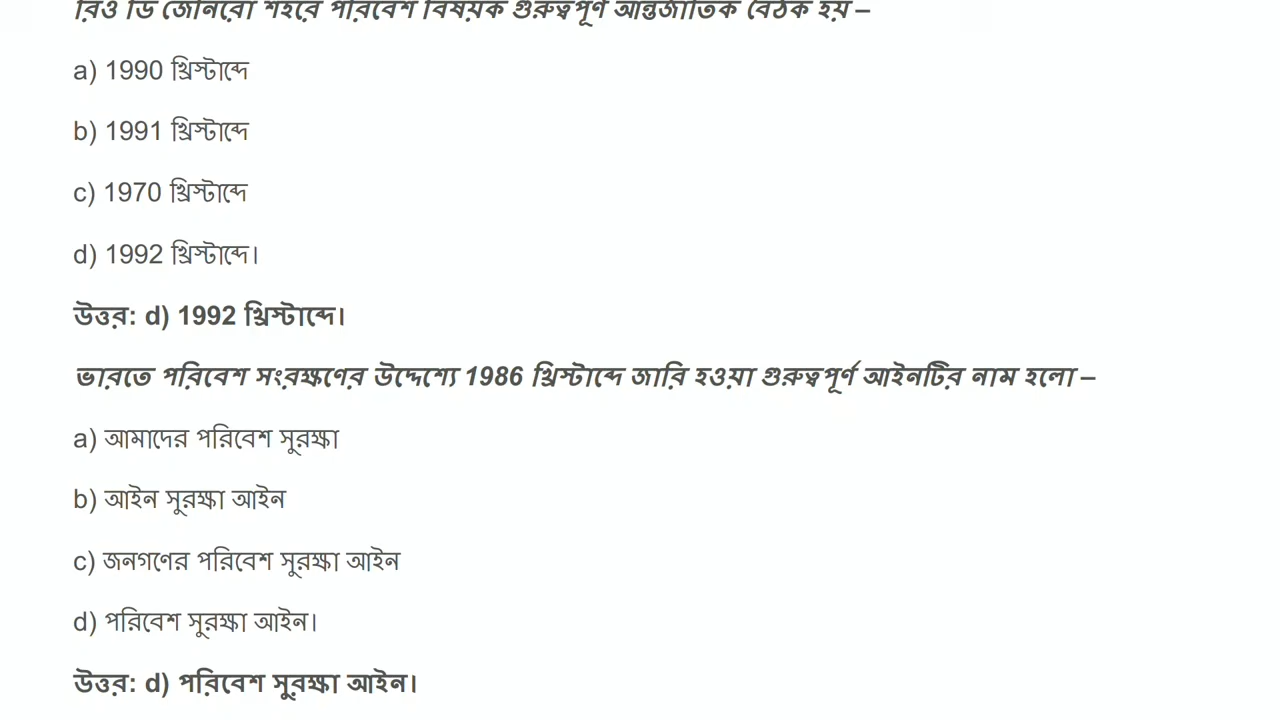 রিও ডি জেনিরো শহরে পরিবেশ বিষয়ক গুরুত্বপূর্ণ আন্তর্জাতিক বৈঠক হয় –
a) 1990 খ্রিস্টাব্দে
b) 1991 খ্রিস্টাব্দে
c) 1970 খ্রিস্টাব্দে
d) 1992 খ্রিস্টাব্দে।
উত্তর: d) 1992 খ্রিস্টাব্দে।
ভারতে পরিবেশ সংরক্ষণের উদ্দেশ্যে 1986 খ্রিস্টাব্দে জারি হওয়া গুরুত্বপূর্ণ আইনটির নাম হলো –
a) আমাদের পরিবেশ সুরক্ষা
b) আইন সুরক্ষা আইন
c) জনগণের পরিবেশ সুরক্ষা আইন
d) পরিবেশ সুরক্ষা আইন।
উত্তর: d) পরিবেশ সুরক্ষা আইন।